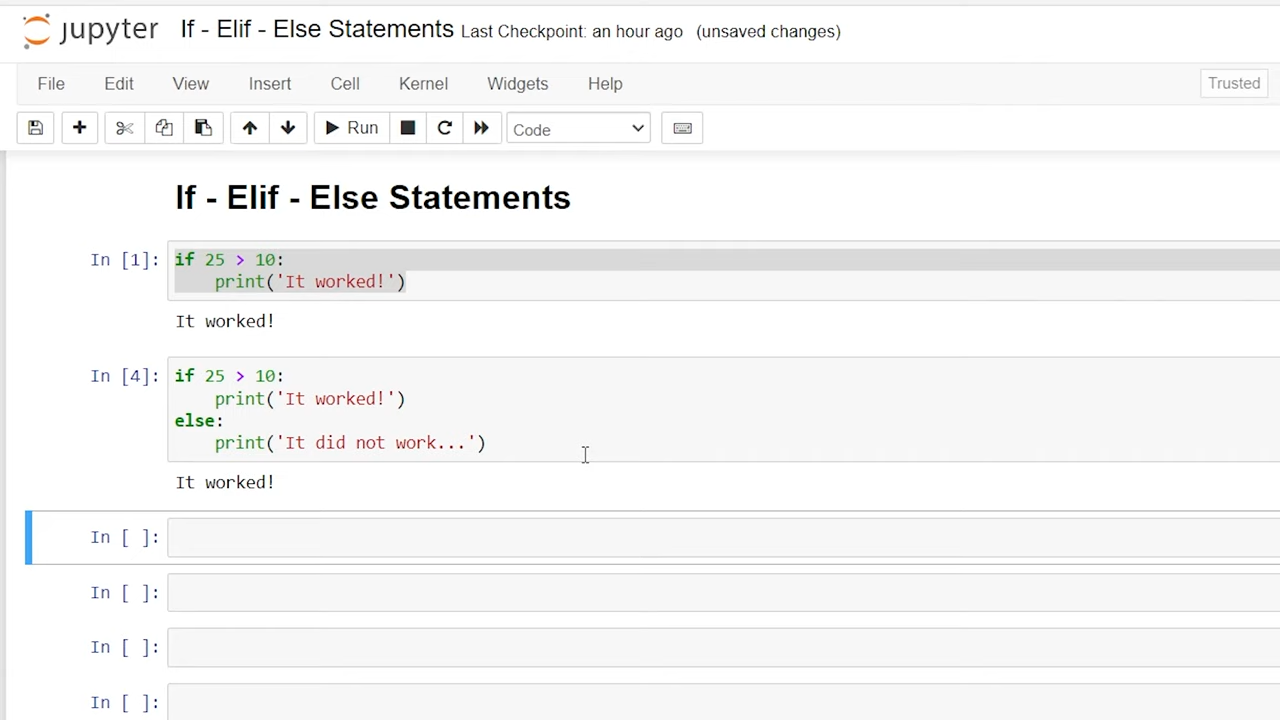 jupyter If - Elif - Else Statements Last Checkpoint: an hour ago (unsaved changes)
File Edit View Insert Cell Kernel Widgets Help Trusted
Run Code
If - Elif - Else Statements
In [1]: if 25 > 10:
    print('It worked!')
It worked!
In [4]: if 25 > 10:
    print('It worked!')
else:
    print('It did not work...')
It worked!
In [ ]:
In [ ]:
In [ ]:
In [ ]: